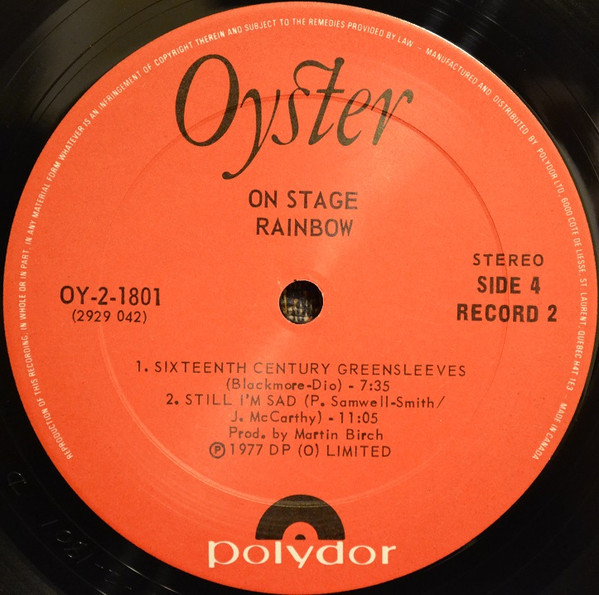 REPRODUCTION OF THIS RECORDING, IN WHOLE OR IN PART, IN ANY MATERIAL FORM WHATEVER IS AN INFRINGEMENT OF COPYRIGHT THEREIN AND SUBJECT TO THE REMEDIES PROVIDED BY LAW - MANUFACTURED AND DISTRIBUTED BY POLYDOR LTD, 6000 COTE DE LIESSE, ST. LAURENT, QUEBEC H4T 1E3 MADE IN CANADA
Oyster
ON STAGE
RAINBOW
STEREO
SIDE 4
RECORD 2
OY-2-1801
(2929 042)
1. SIXTEENTH CENTURY GREENSLEEVES
(Blackmore-Dio) - 7:35
2. STILL I'M SAD (P. Samwell-Smith/
J. McCarthy) - 11:05
Prod. by Martin Birch
℗ 1977 DP (O) LIMITED
polydor